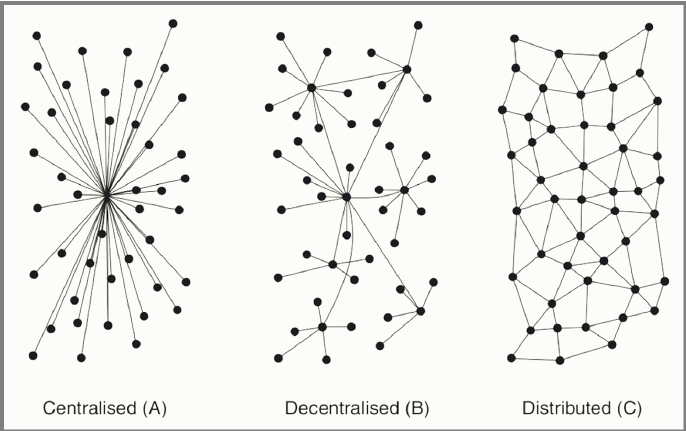 Centralised (A)
Decentralised (B)
Distributed (C)